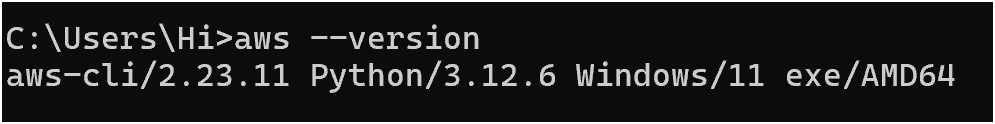 C:\Users\Hi>aws --version
aws-cli/2.23.11 Python/3.12.6 Windows/11 exe/AMD64